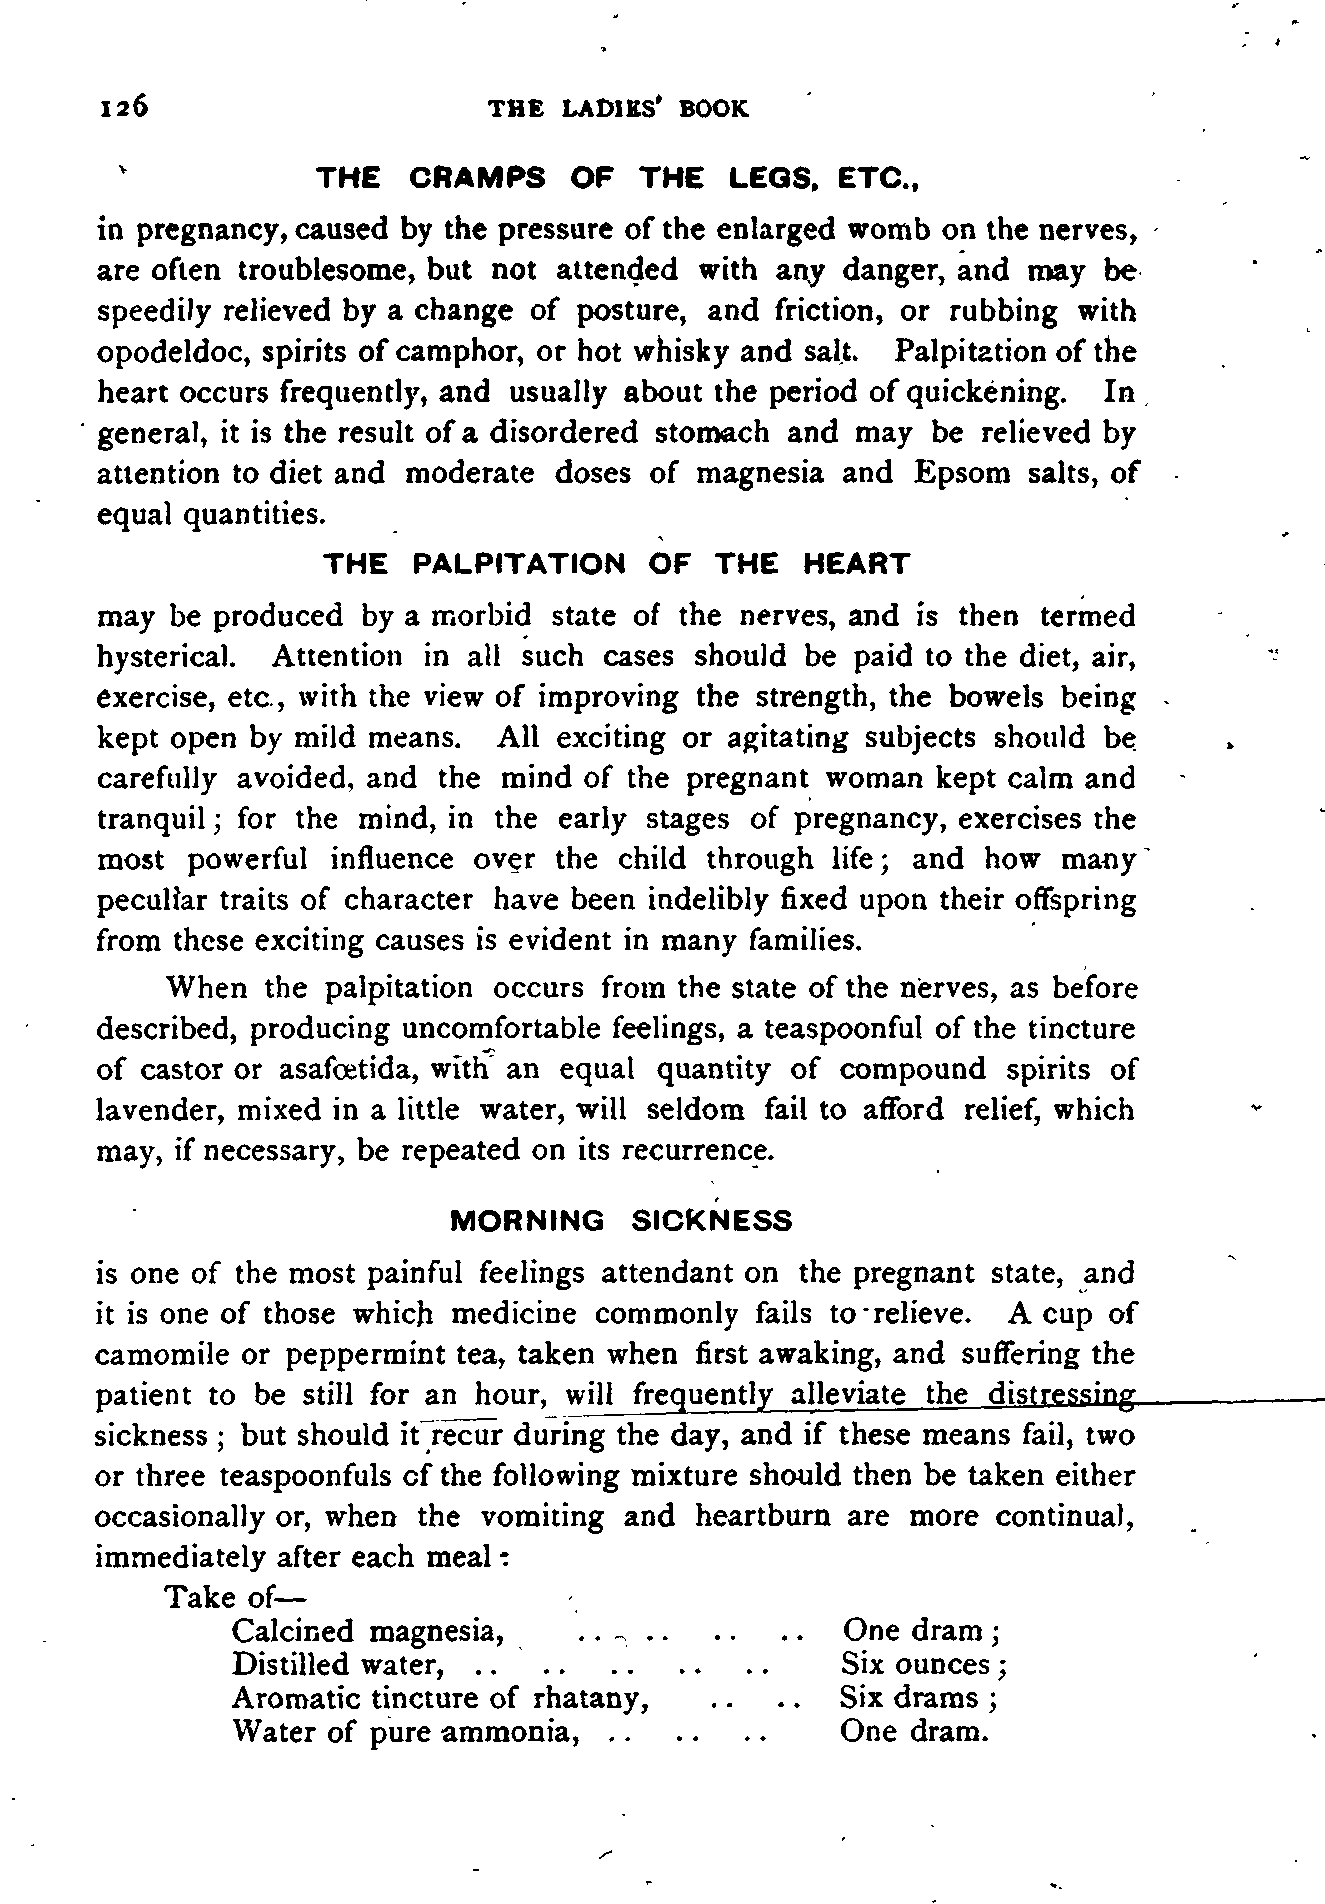 126 THE LADIES' BOOK
THE CRAMPS OF THE LEGS, ETC.,
in pregnancy, caused by the pressure of the enlarged womb on the nerves,
are often troublesome, but not attended with any danger, and may be
speedily relieved by a change of posture, and friction, or rubbing with
opodeldoc, spirits of camphor, or hot whisky and salt. Palpitation of the
heart occurs frequently, and usually about the period of quickening. In
general, it is the result of a disordered stomach and may be relieved by
attention to diet and moderate doses of magnesia and Epsom salts, of
equal quantities.
THE PALPITATION OF THE HEART
may be produced by a morbid state of the nerves, and is then termed
hysterical. Attention in all such cases should be paid to the diet, air,
exercise, etc., with the view of improving the strength, the bowels being
kept open by mild means. All exciting or agitating subjects should be
carefully avoided, and the mind of the pregnant woman kept calm and
tranquil; for the mind, in the early stages of pregnancy, exercises the
most powerful influence over the child through life; and how many
peculiar traits of character have been indelibly fixed upon their offspring
from these exciting causes is evident in many families.
When the palpitation occurs from the state of the nerves, as before
described, producing uncomfortable feelings, a teaspoonful of the tincture
of castor or asafœtida, with an equal quantity of compound spirits of
lavender, mixed in a little water, will seldom fail to afford relief, which
may, if necessary, be repeated on its recurrence.
MORNING SICKNESS
is one of the most painful feelings attendant on the pregnant state, and
it is one of those which medicine commonly fails to relieve. A cup of
camomile or peppermint tea, taken when first awaking, and suffering the
patient to be still for an hour, will frequently alleviate the distressing
sickness; but should it recur during the day, and if these means fail, two
or three teaspoonfuls of the following mixture should then be taken either
occasionally or, when the vomiting and heartburn are more continual,
immediately after each meal:
Take of—
Calcined magnesia, .. .. .. .. One dram;
Distilled water, .. .. .. .. .. Six ounces;
Aromatic tincture of rhatany, .. .. Six drams;
Water of pure ammonia, .. .. .. One dram.